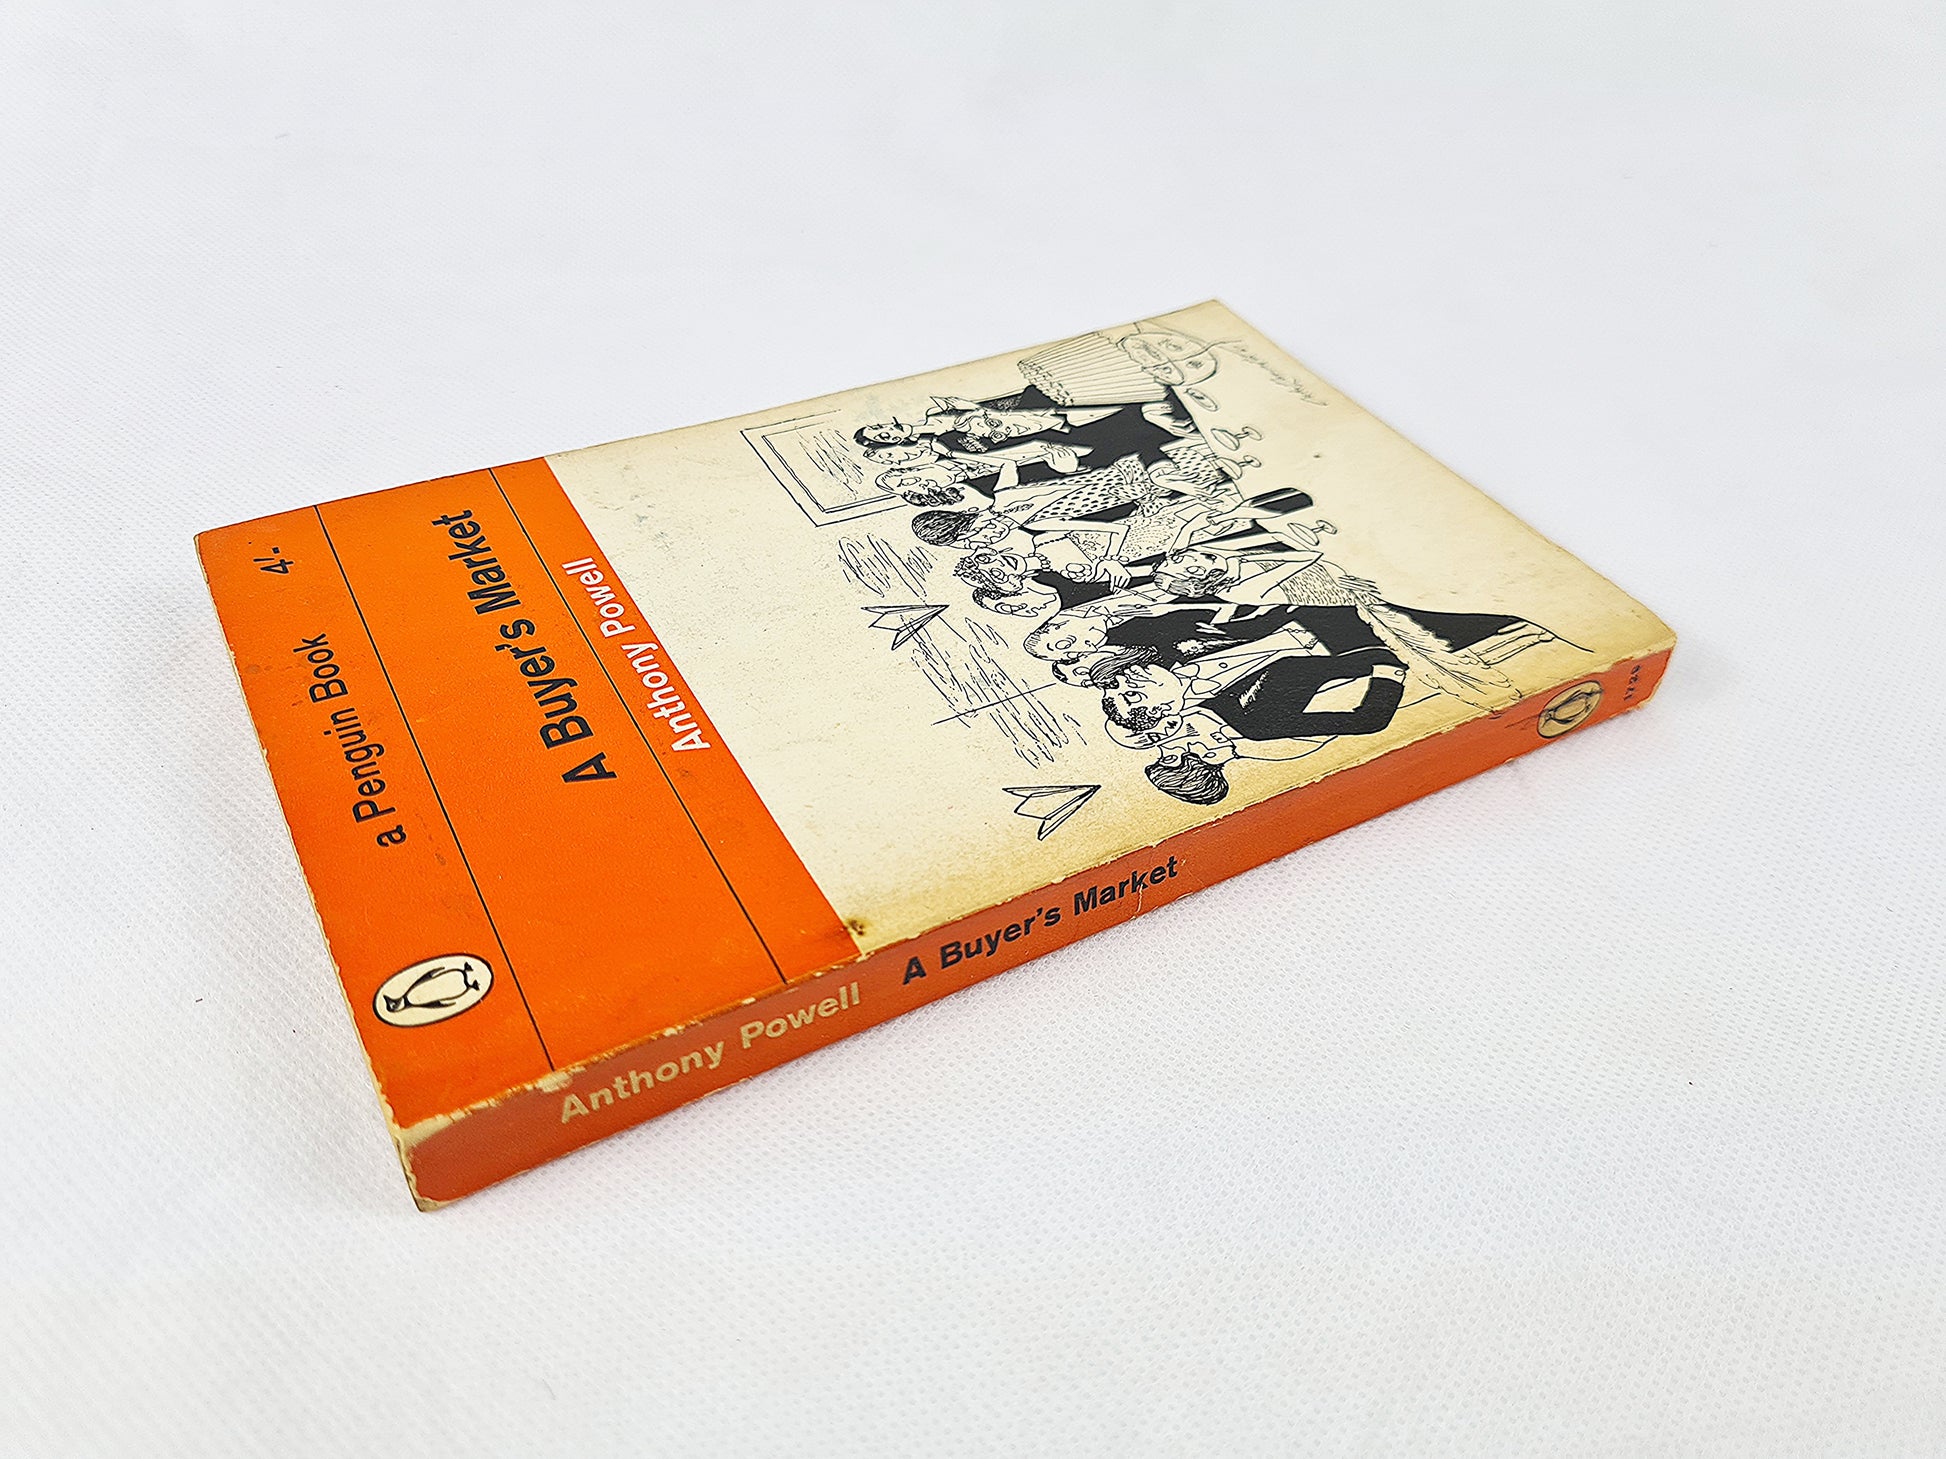 a Penguin Book 4/-
A Buyer's Market
Anthony Powell
Anthony Powell A Buyer's Market